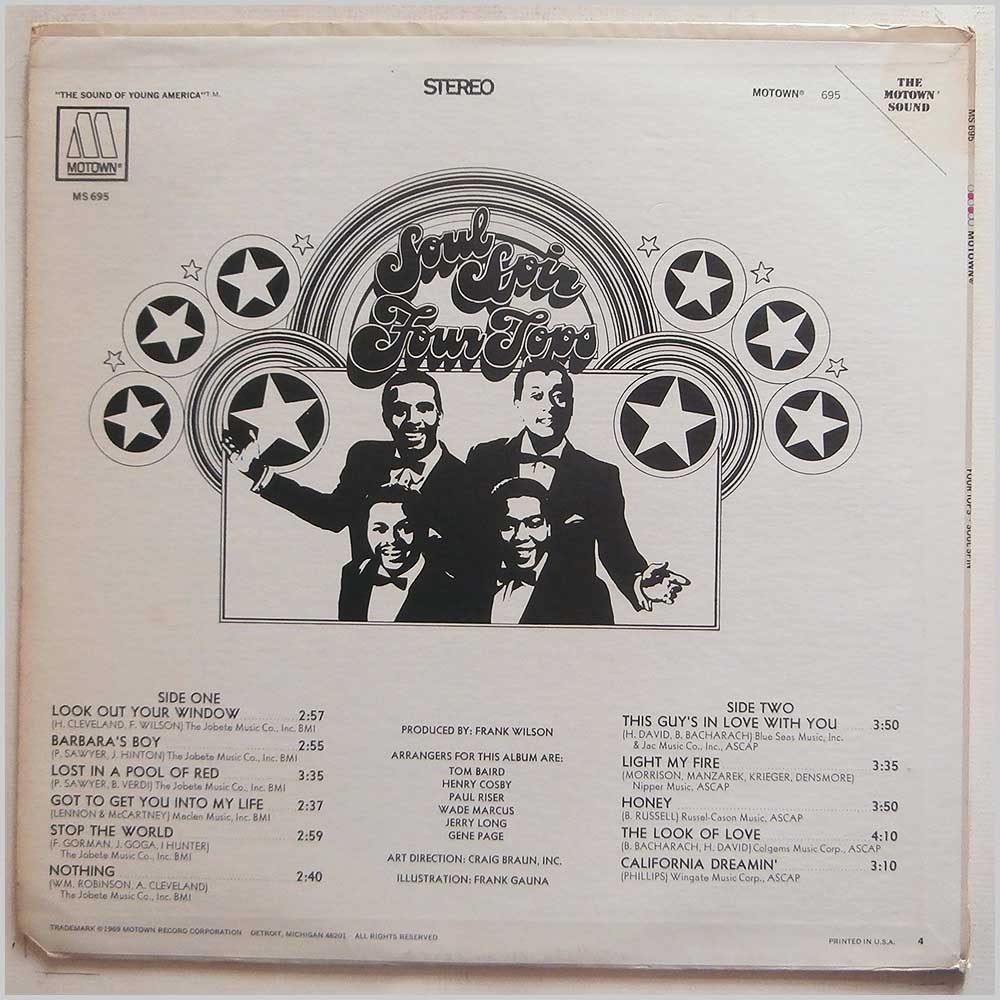 "THE SOUND OF YOUNG AMERICA"T.M.
STEREO
MOTOWN® 695
THE
MOTOWN'
SOUND
MOTOWN®
MS 695
MS 695
MOTOWN®
Soul
Spin
Four Tops
FOUR TOPS · SOUL SPIN
SIDE ONE
LOOK OUT YOUR WINDOW 2:57
(H. CLEVELAND, F. WILSON) The Jobete Music Co., Inc. BMI
BARBARA'S BOY 2:55
(P. SAWYER, J. HINTON) The Jobete Music Co., Inc. BMI
LOST IN A POOL OF RED 3:35
(P. SAWYER, B. VERDI) The Jobete Music Co., Inc. BMI
GOT TO GET YOU INTO MY LIFE 2:37
(LENNON & McCARTNEY) Maclen Music, Inc. BMI
STOP THE WORLD 2:59
(F. GORMAN, J. GOGA, I HUNTER)
The Jobete Music Co., Inc. BMI
NOTHING 2:40
(WM. ROBINSON, A. CLEVELAND)
The Jobete Music Co., Inc. BMI
PRODUCED BY: FRANK WILSON
ARRANGERS FOR THIS ALBUM ARE:
TOM BAIRD
HENRY COSBY
PAUL RISER
WADE MARCUS
JERRY LONG
GENE PAGE
ART DIRECTION: CRAIG BRAUN, INC.
ILLUSTRATION: FRANK GAUNA
SIDE TWO
THIS GUY'S IN LOVE WITH YOU 3:50
(H. DAVID, B. BACHARACH) Blue Seas Music, Inc.
& Jac Music Co., Inc., ASCAP
LIGHT MY FIRE 3:35
(MORRISON, MANZAREK, KRIEGER, DENSMORE)
Nipper Music, ASCAP
HONEY 3:50
(B. RUSSELL) Russel-Cason Music, ASCAP
THE LOOK OF LOVE 4:10
(B. BACHARACH, H. DAVID) Colgems Music Corp., ASCAP
CALIFORNIA DREAMIN' 3:10
(PHILLIPS) Wingate Music Corp., ASCAP
TRADEMARK © 1969 MOTOWN RECORD CORPORATION DETROIT, MICHIGAN 48201 · ALL RIGHTS RESERVED
PRINTED IN U.S.A. 4